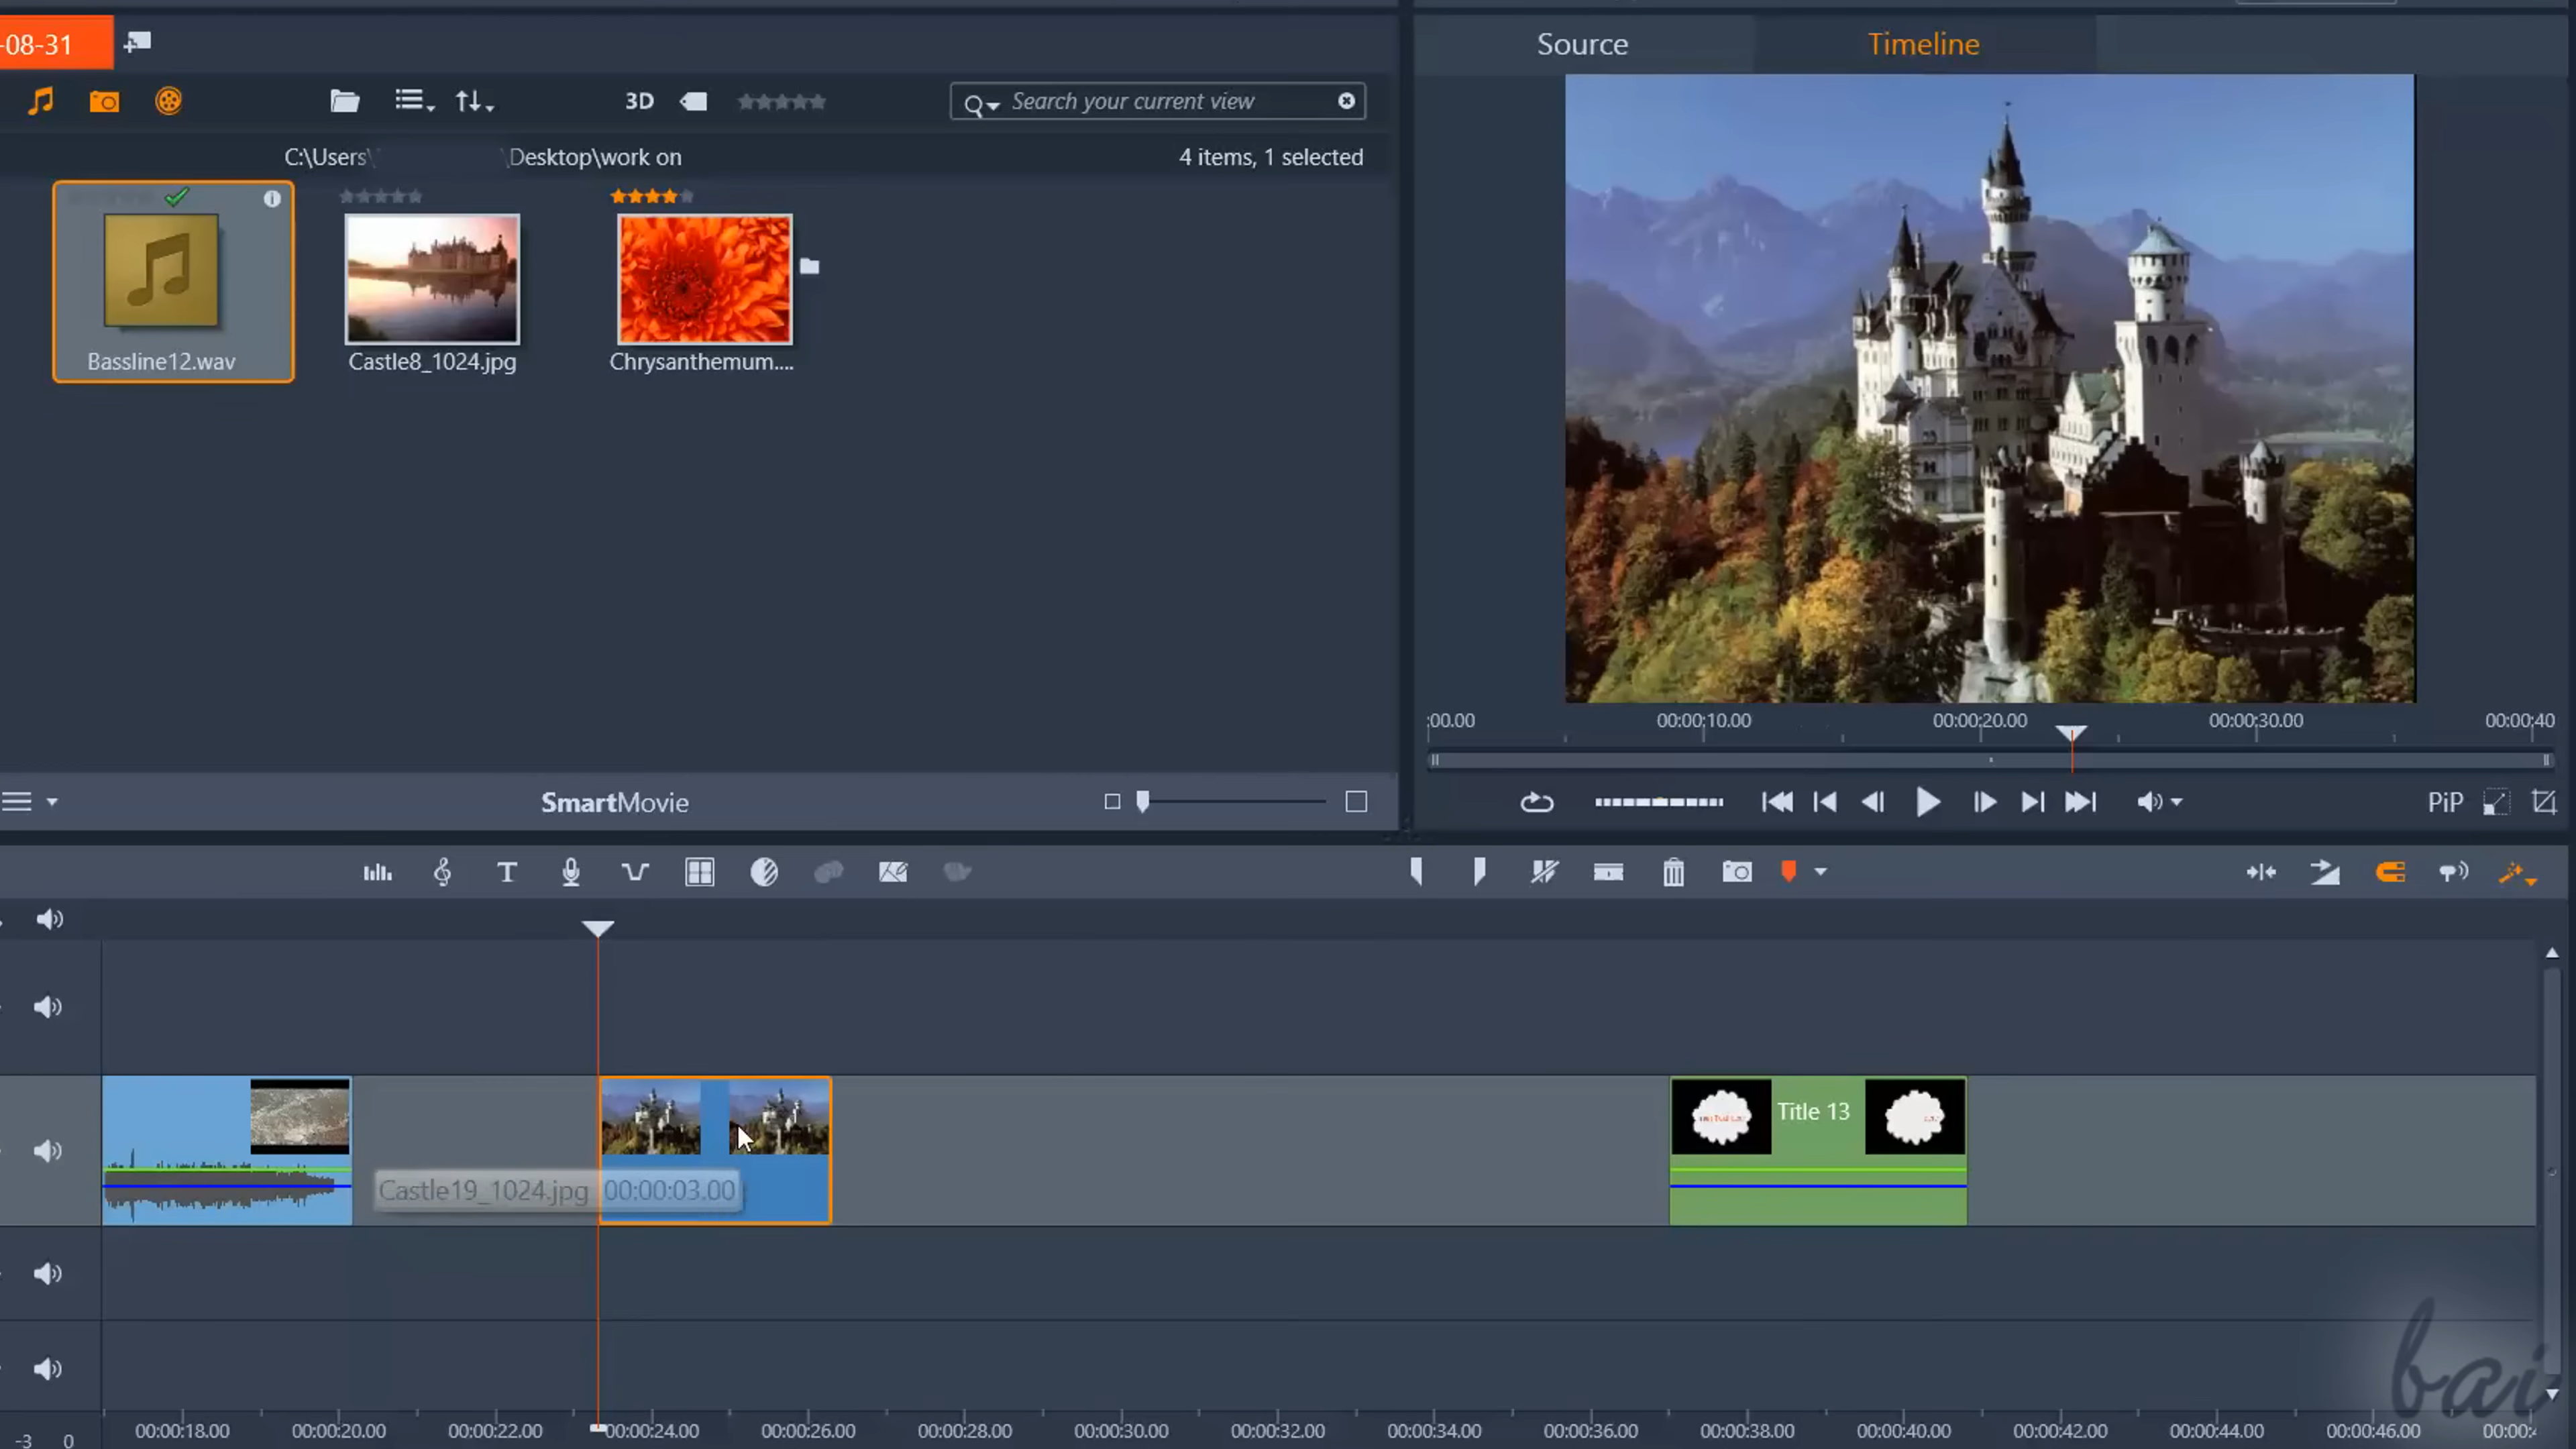 -08-31
Source
Timeline
3D
Search your current view
C:\Users\ \Desktop\work on
4 items, 1 selected
Bassline12.wav
Castle8_1024.jpg
Chrysanthemum....
:00.00 00:00:10.00 00:00:20.00 00:00:30.00 00:00:40
SmartMovie
PiP
Title 13
Castle19_1024.jpg 00:00:03.00
bai
-3 0 00:00:18.00 00:00:20.00 00:00:22.00 00:00:24.00 00:00:26.00 00:00:28.00 00:00:30.00 00:00:32.00 00:00:34.00 00:00:36.00 00:00:38.00 00:00:40.00 00:00:42.00 00:00:44.00 00:00:46.00 00:00: